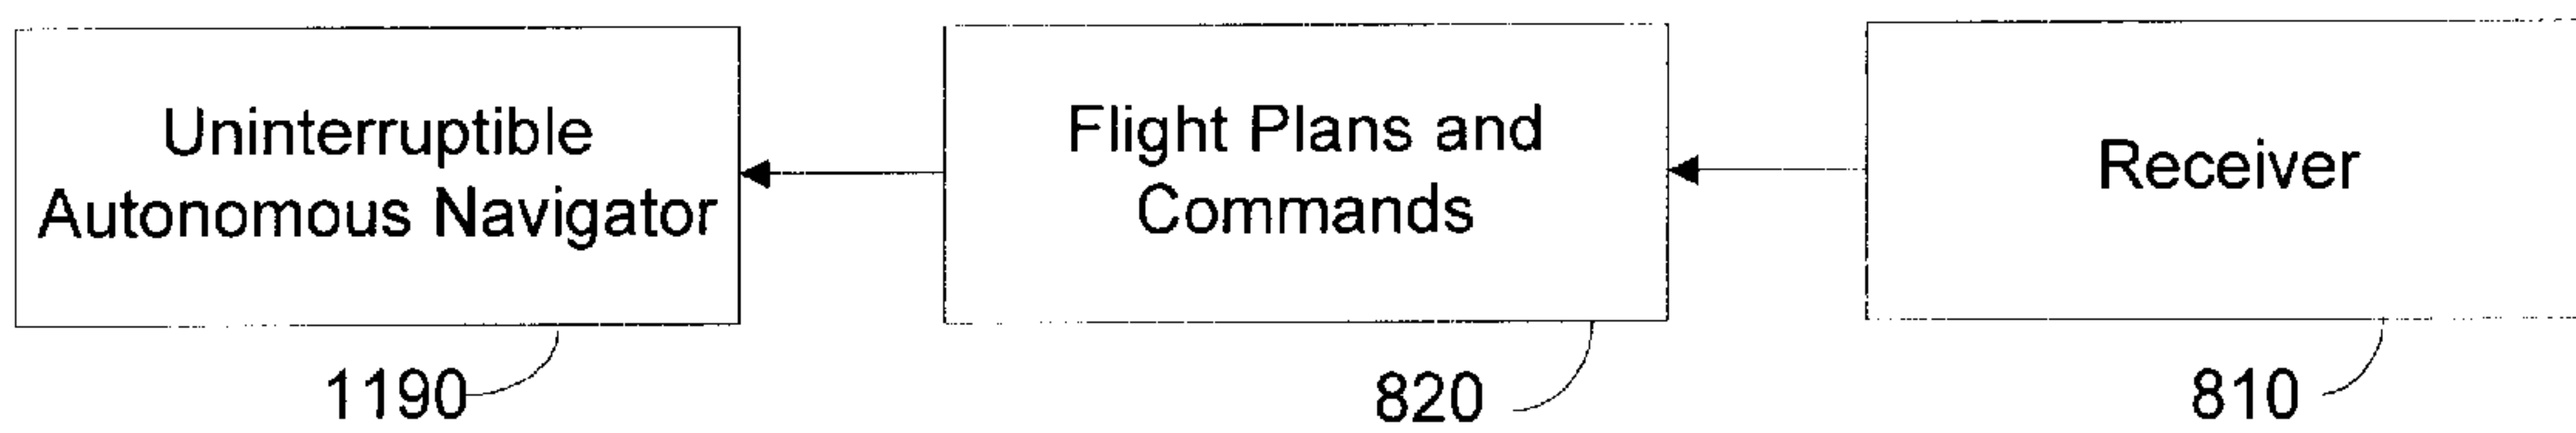 Uninterruptible
Autonomous Navigator
Flight Plans and
Commands
Receiver
1190
820
810